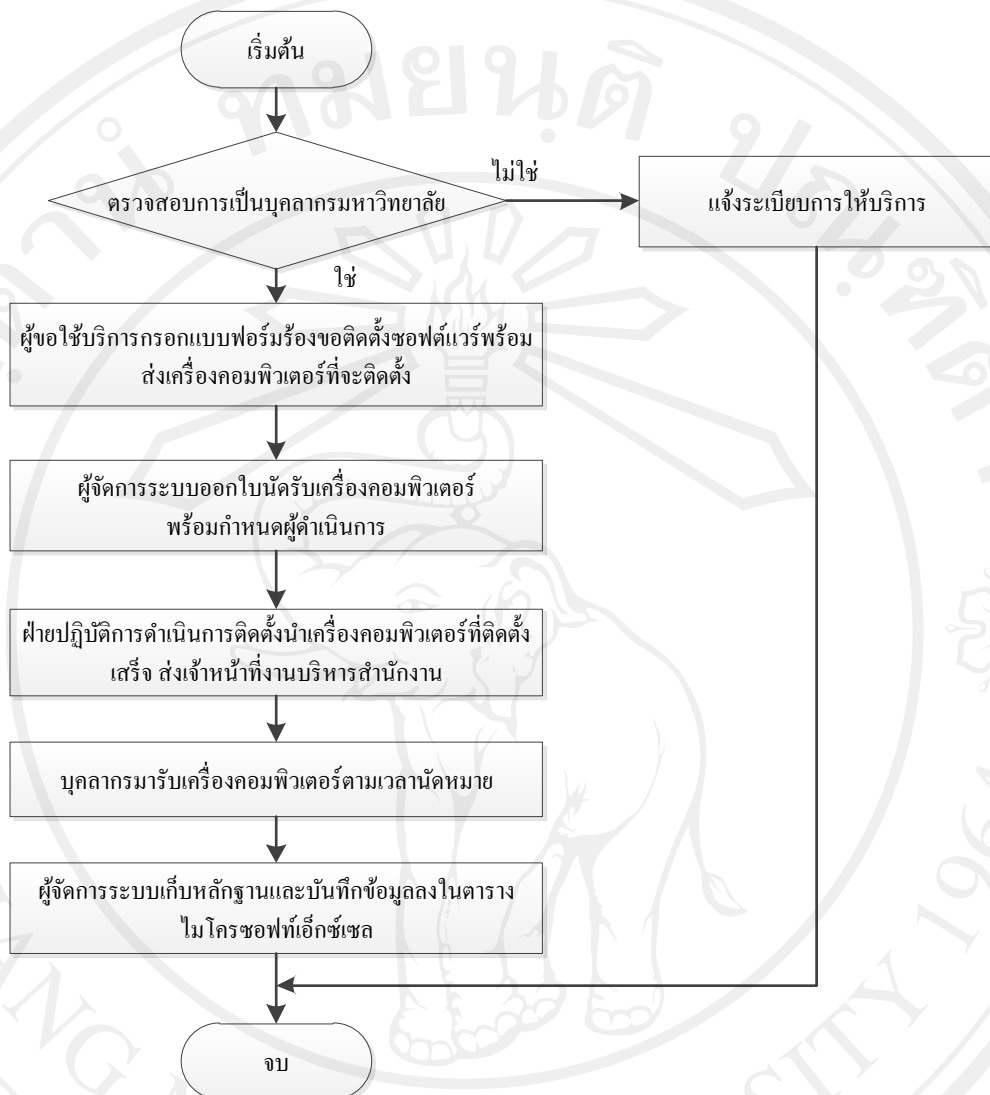 เริ่มต้น
ตรวจสอบการเป็นบุคลากรมหาวิทยาลัย
ไม่ใช่
แจ้งระเบียบการให้บริการ
ใช่
ผู้ขอใช้บริการกรอกแบบฟอร์มร้องขอติดตั้งซอฟต์แวร์พร้อม
ส่งเครื่องคอมพิวเตอร์ที่จะติดตั้ง
ผู้จัดการระบบออกใบนัดรับเครื่องคอมพิวเตอร์
พร้อมกำหนดผู้ดำเนินการ
ฝ่ายปฏิบัติการดำเนินการติดตั้งนำเครื่องคอมพิวเตอร์ที่ติดตั้ง
เสร็จ ส่งเจ้าหน้าที่งานบริหารสำนักงาน
บุคลากรมารับเครื่องคอมพิวเตอร์ตามเวลานัดหมาย
ผู้จัดการระบบเก็บหลักฐานและบันทึกข้อมูลลงในตาราง
ไมโครซอฟท์เอ็กซ์เซล
จบ